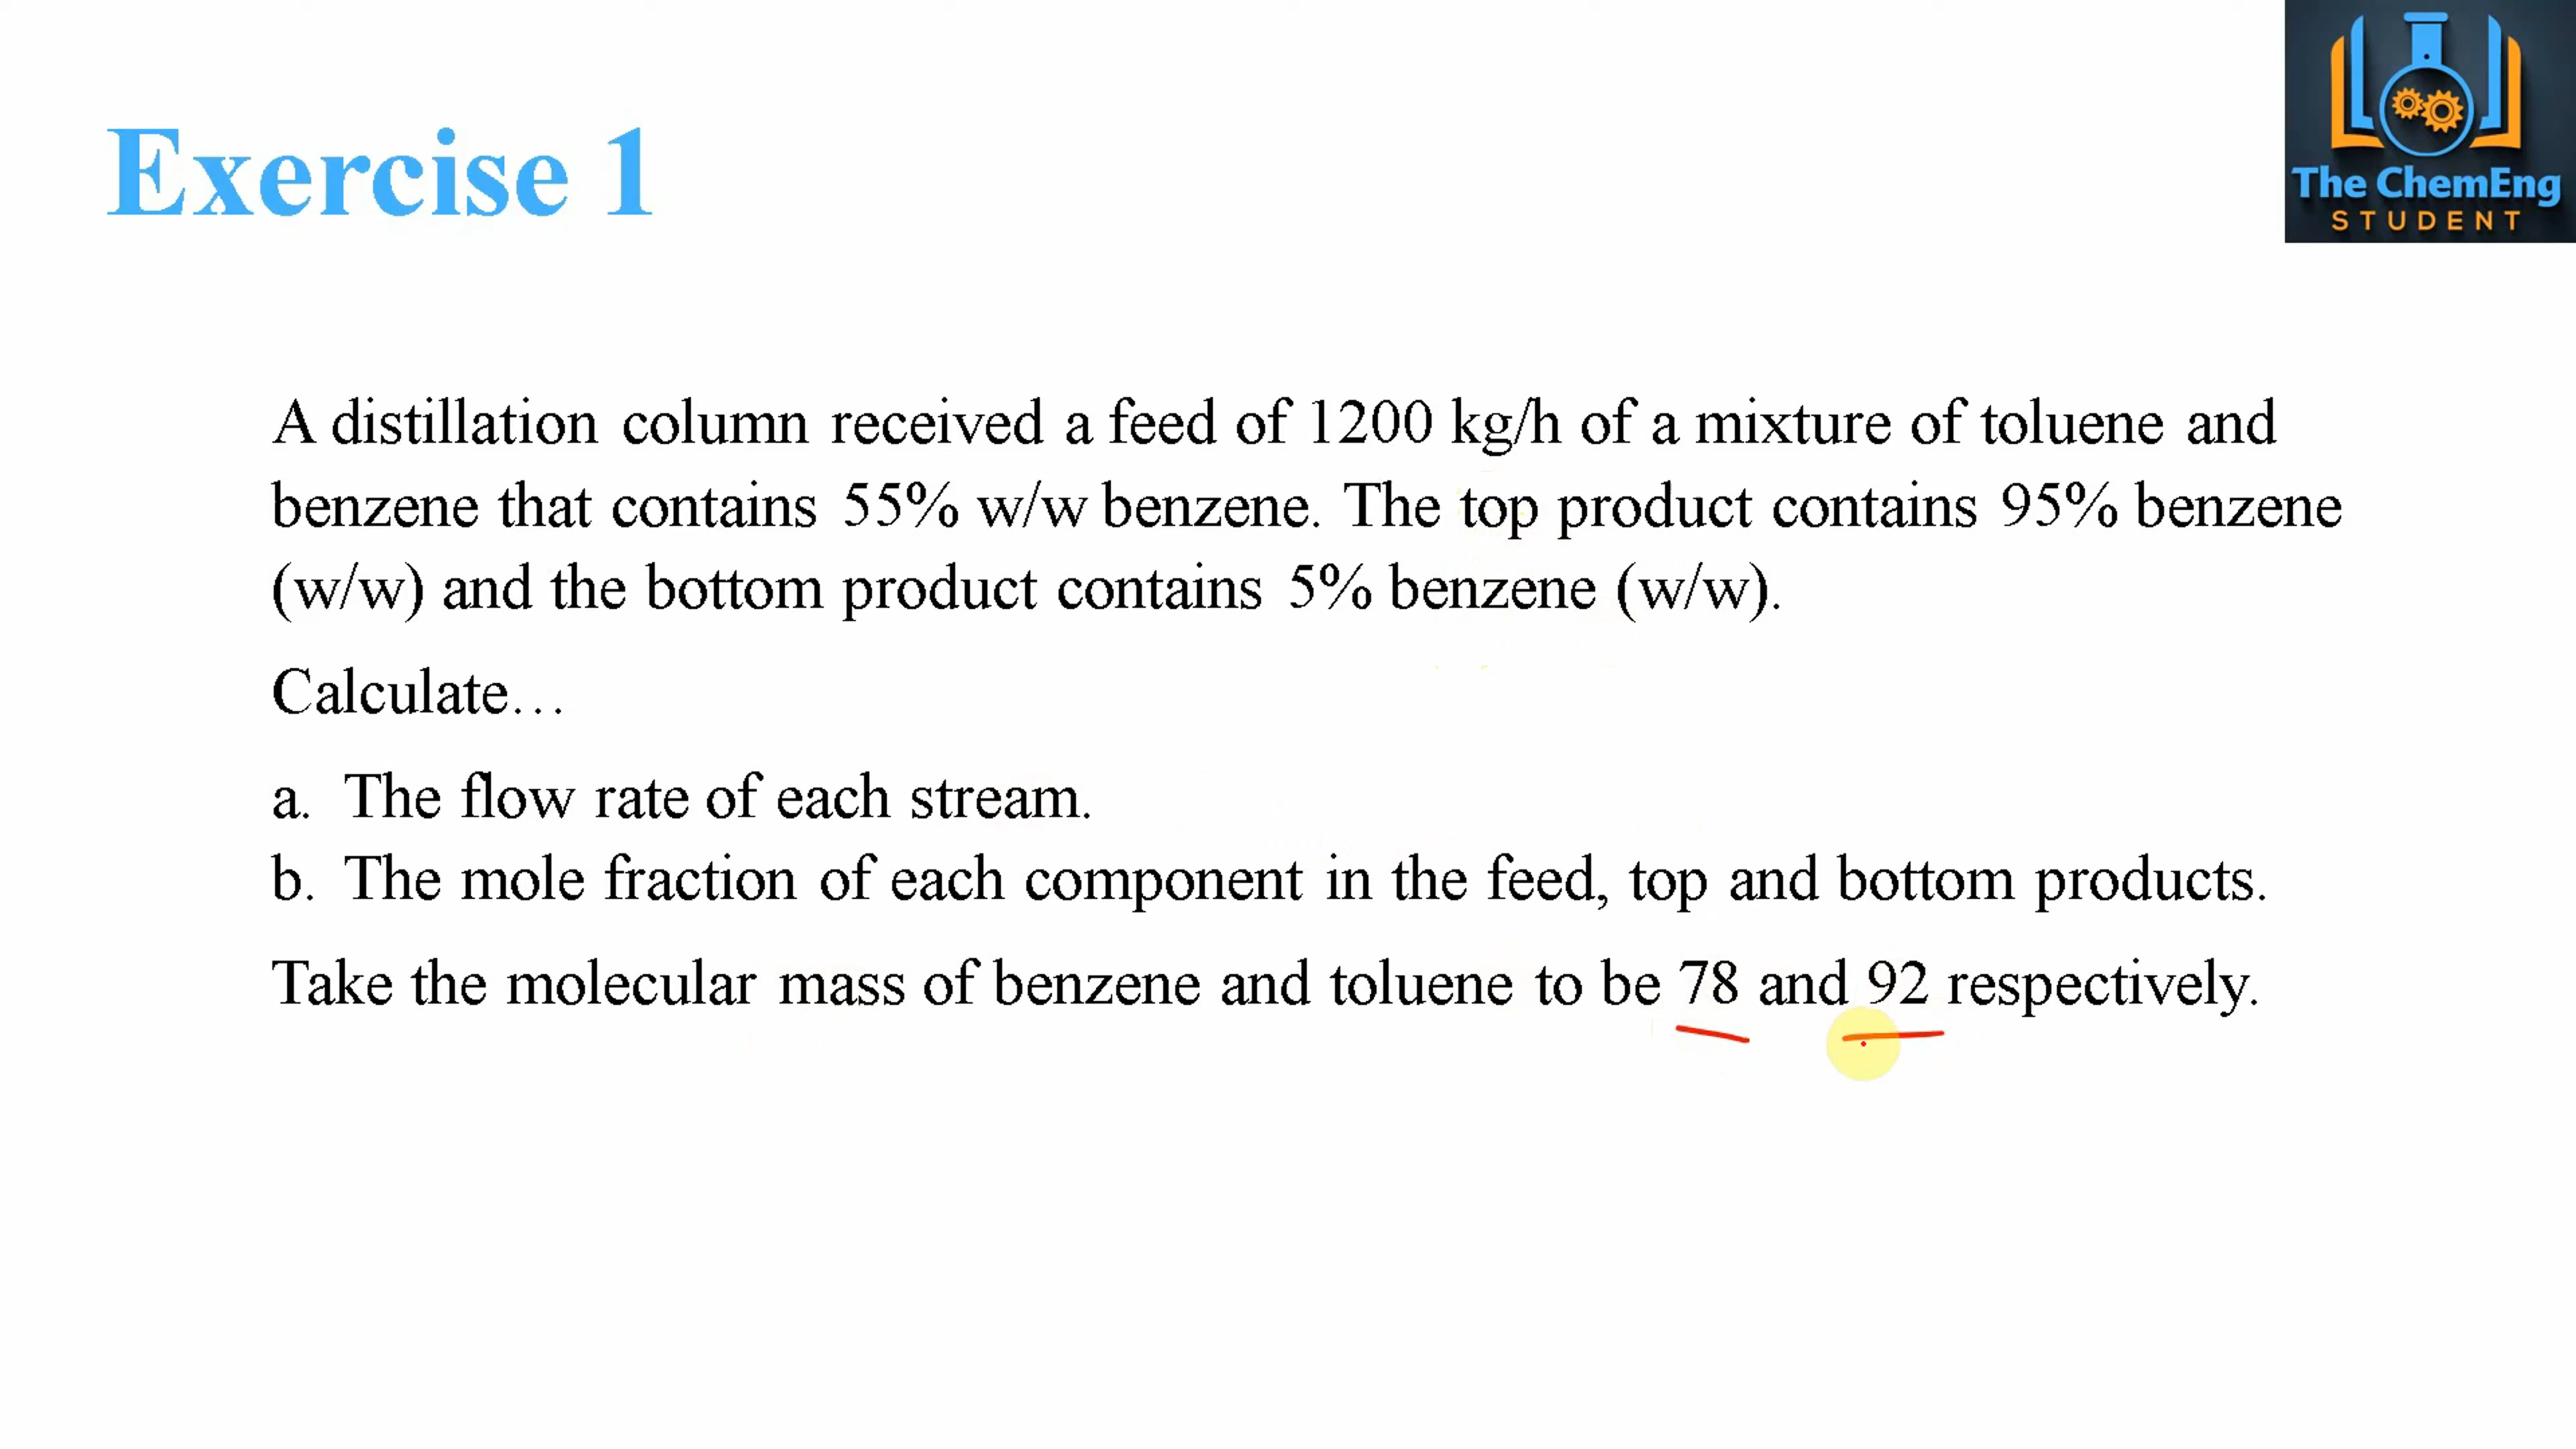 The ChemEng
STUDENT
Exercise 1
A distillation column received a feed of 1200 kg/h of a mixture of toluene and
benzene that contains 55% w/w benzene. The top product contains 95% benzene
(w/w) and the bottom product contains 5% benzene (w/w).
Calculate…
a. The flow rate of each stream.
b. The mole fraction of each component in the feed, top and bottom products.
Take the molecular mass of benzene and toluene to be 78 and 92 respectively.